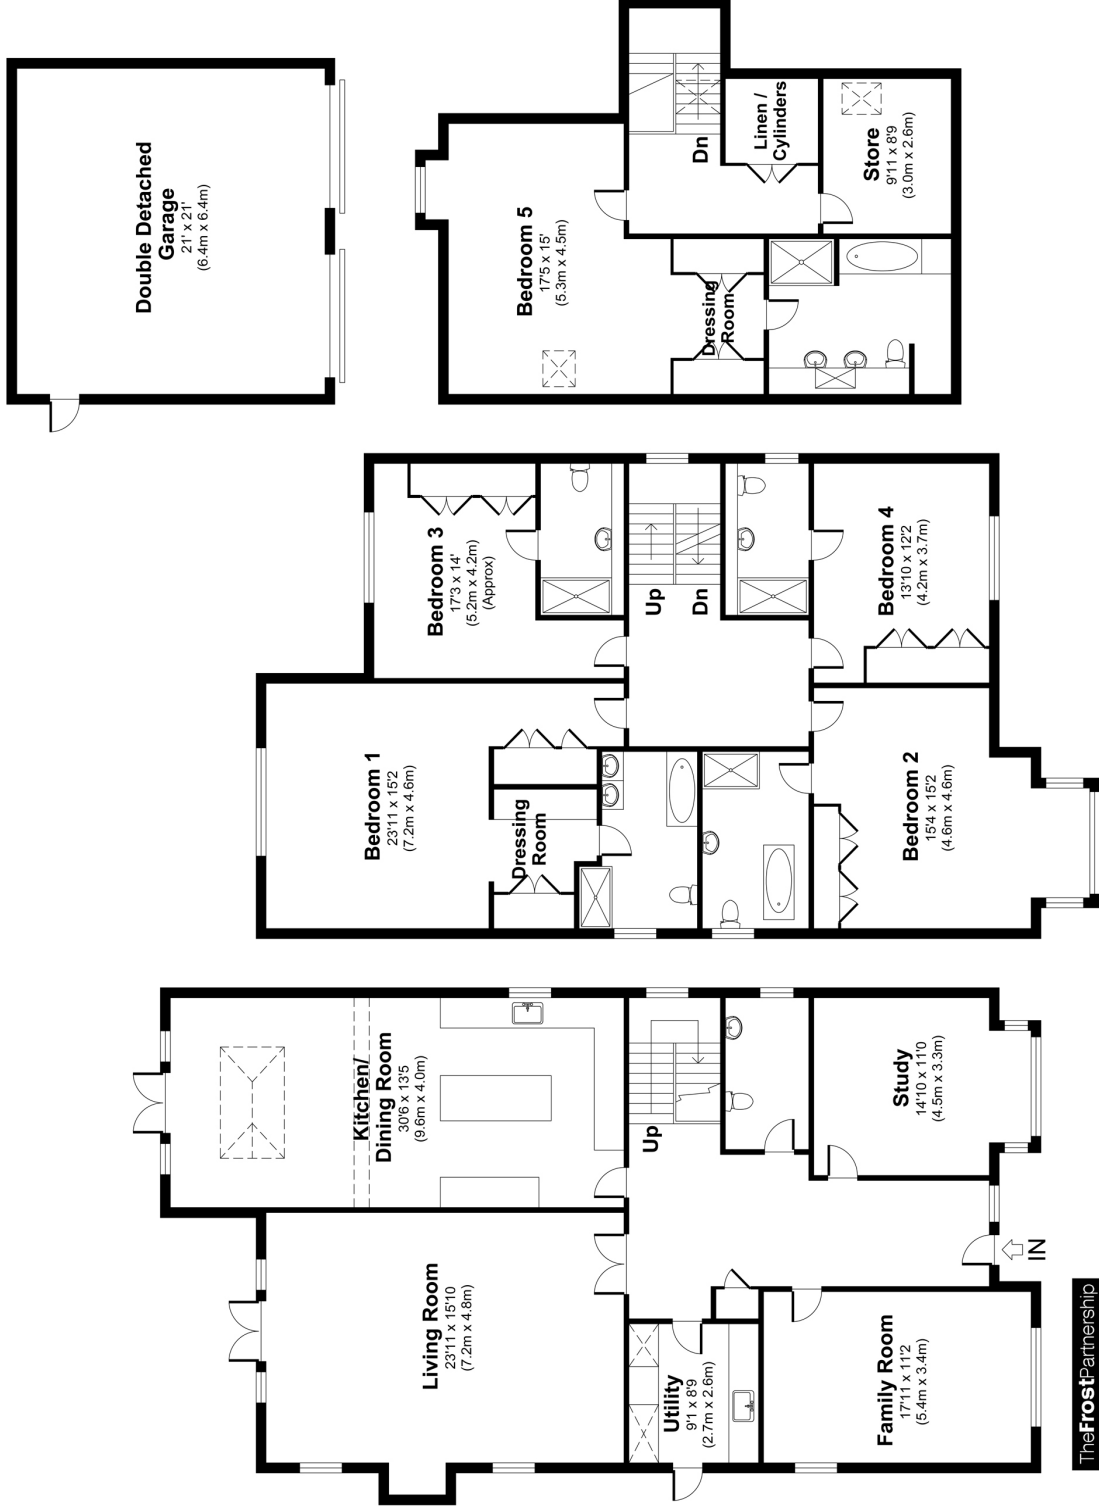 Double Detached
Garage
21' x 21'
(6.4m x 6.4m)
Bedroom 5
17'5 x 15'
(5.3m x 4.5m)
Dressing
Room
Dn
Linen /
Cylinders
Store
9'11 x 8'9
(3.0m x 2.6m)
Bedroom 1
23'11 x 15'2
(7.2m x 4.6m)
Dressing
Room
Bedroom 3
17'3 x 14'
(5.2m x 4.2m)
(Approx)
Up
Dn
Bedroom 2
15'4 x 15'2
(4.6m x 4.6m)
Bedroom 4
13'10 x 12'2
(4.2m x 3.7m)
Kitchen/
Dining Room
30'6 x 13'5
(9.6m x 4.0m)
Living Room
23'11 x 15'10
(7.2m x 4.8m)
Up
Utility
9'1 x 8'9
(2.7m x 2.6m)
Study
14'10 x 11'0
(4.5m x 3.3m)
Family Room
17'11 x 11'2
(5.4m x 3.4m)
IN
TheFrostPartnership